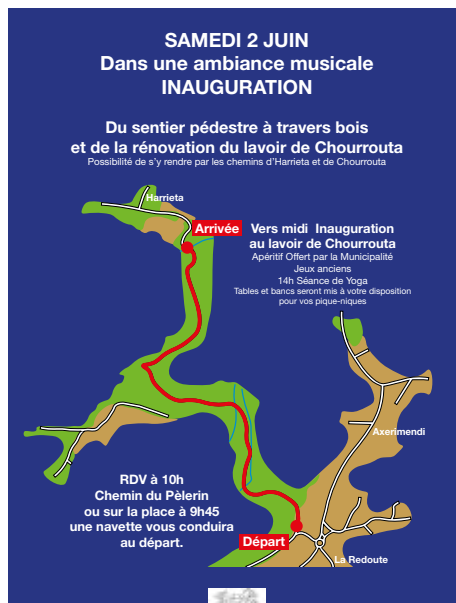 SAMEDI 2 JUIN
Dans une ambiance musicale
INAUGURATION
Du sentier pédestre à travers bois
et de la rénovation du lavoir de Chourrouta
Possibilité de s'y rendre par les chemins d'Harrieta et de Chourrouta
Harrieta
Arrivée
Vers midi Inauguration
au lavoir de Chourrouta
Apéritif Offert par la Municipalité
Jeux anciens
14h Séance de Yoga
Tables et bancs seront mis à votre disposition
pour vos pique-niques
Axerimendi
RDV à 10h
Chemin du Pèlerin
ou sur la place à 9h45
une navette vous conduira
au départ.
Départ
La Redoute